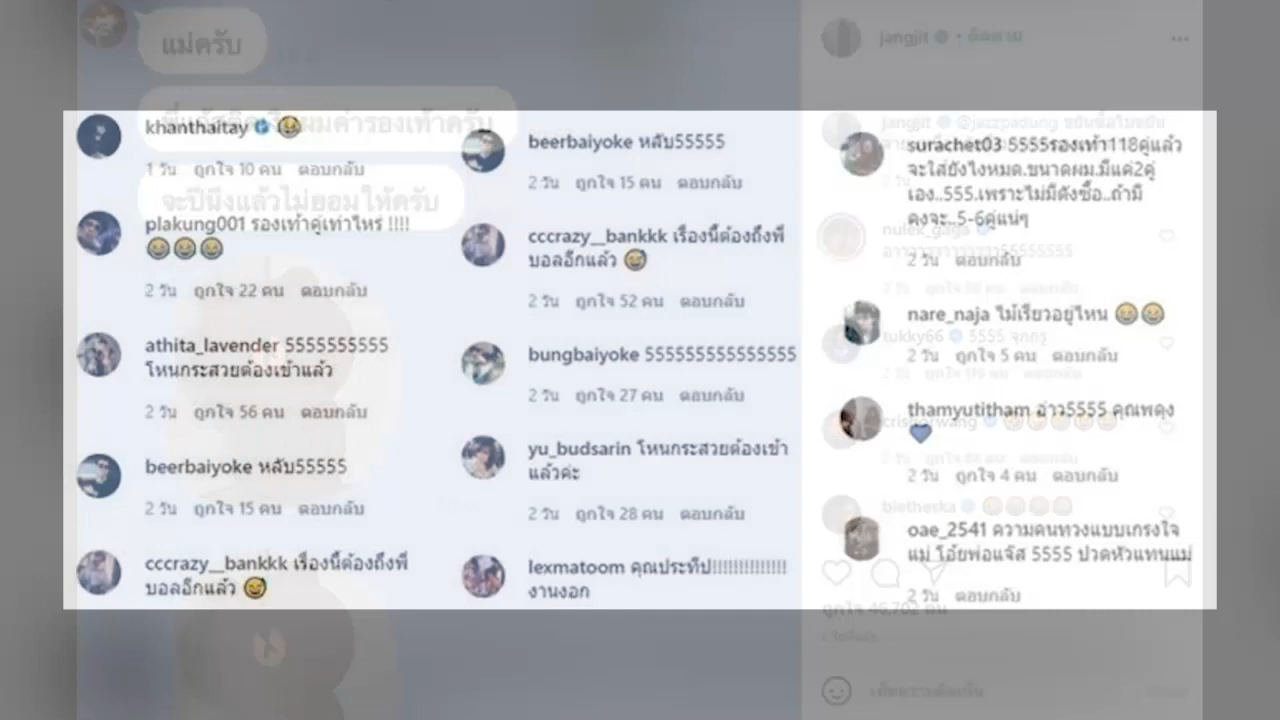 แม่ครับ
จะปีนึงแล้วไม่ยอมให้ครับ
khanthaitay 😂
1 วัน ถูกใจ 10 คน ตอบกลับ
plakung001 รองเท้าคู่เท่าไหร่ !!!!
😂😂😂
2 วัน ถูกใจ 22 คน ตอบกลับ
athita_lavender 5555555555
โหนกระสวยต้องเข้าแล้ว
2 วัน ถูกใจ 56 คน ตอบกลับ
beerbaiyoke หลับ55555
2 วัน ถูกใจ 15 คน ตอบกลับ
cccrazy__bankkk เรื่องนี้ต้องถึงพี่
บอลอีกแล้ว 😅
beerbaiyoke หลับ55555
2 วัน ถูกใจ 15 คน ตอบกลับ
cccrazy__bankkk เรื่องนี้ต้องถึงพี่
บอลอีกแล้ว 😅
2 วัน ถูกใจ 52 คน ตอบกลับ
bungbaiyoke 555555555555555
2 วัน ถูกใจ 27 คน ตอบกลับ
yu_budsarin โหนกระสวยต้องเข้า
แล้วค่ะ
2 วัน ถูกใจ 28 คน ตอบกลับ
lexmatoom คุณประทีป!!!!!!!!!!!!!!
งานงอก
jangjit • ติดตาม
surachet03 5555รองเท้า118คู่แล้ว
จะใส่ยังไงหมด.ขนาดผม.มีแค่2คู่
เอง..555.เพราะไม่มีตังซื้อ..ถ้ามี
คงจะ..5-6คู่แน่ๆ
2 วัน ตอบกลับ
nare_naja ไม้เรียวอยู่ไหน 😂😂
tukky66 5555 จุกกรู
2 วัน ถูกใจ 5 คน ตอบกลับ
thamyutitham อ่าว5555 คุณพดุง
💙
2 วัน ถูกใจ 4 คน ตอบกลับ
oae_2541 ความคนทวงแบบเกรงใจ
แม่ โอ้ยพ่อแจ๊ส 5555 ปวดหัวแทนแม่
2 วัน ตอบกลับ
ถูกใจ 46,702 คน
เพิ่มความคิดเห็น